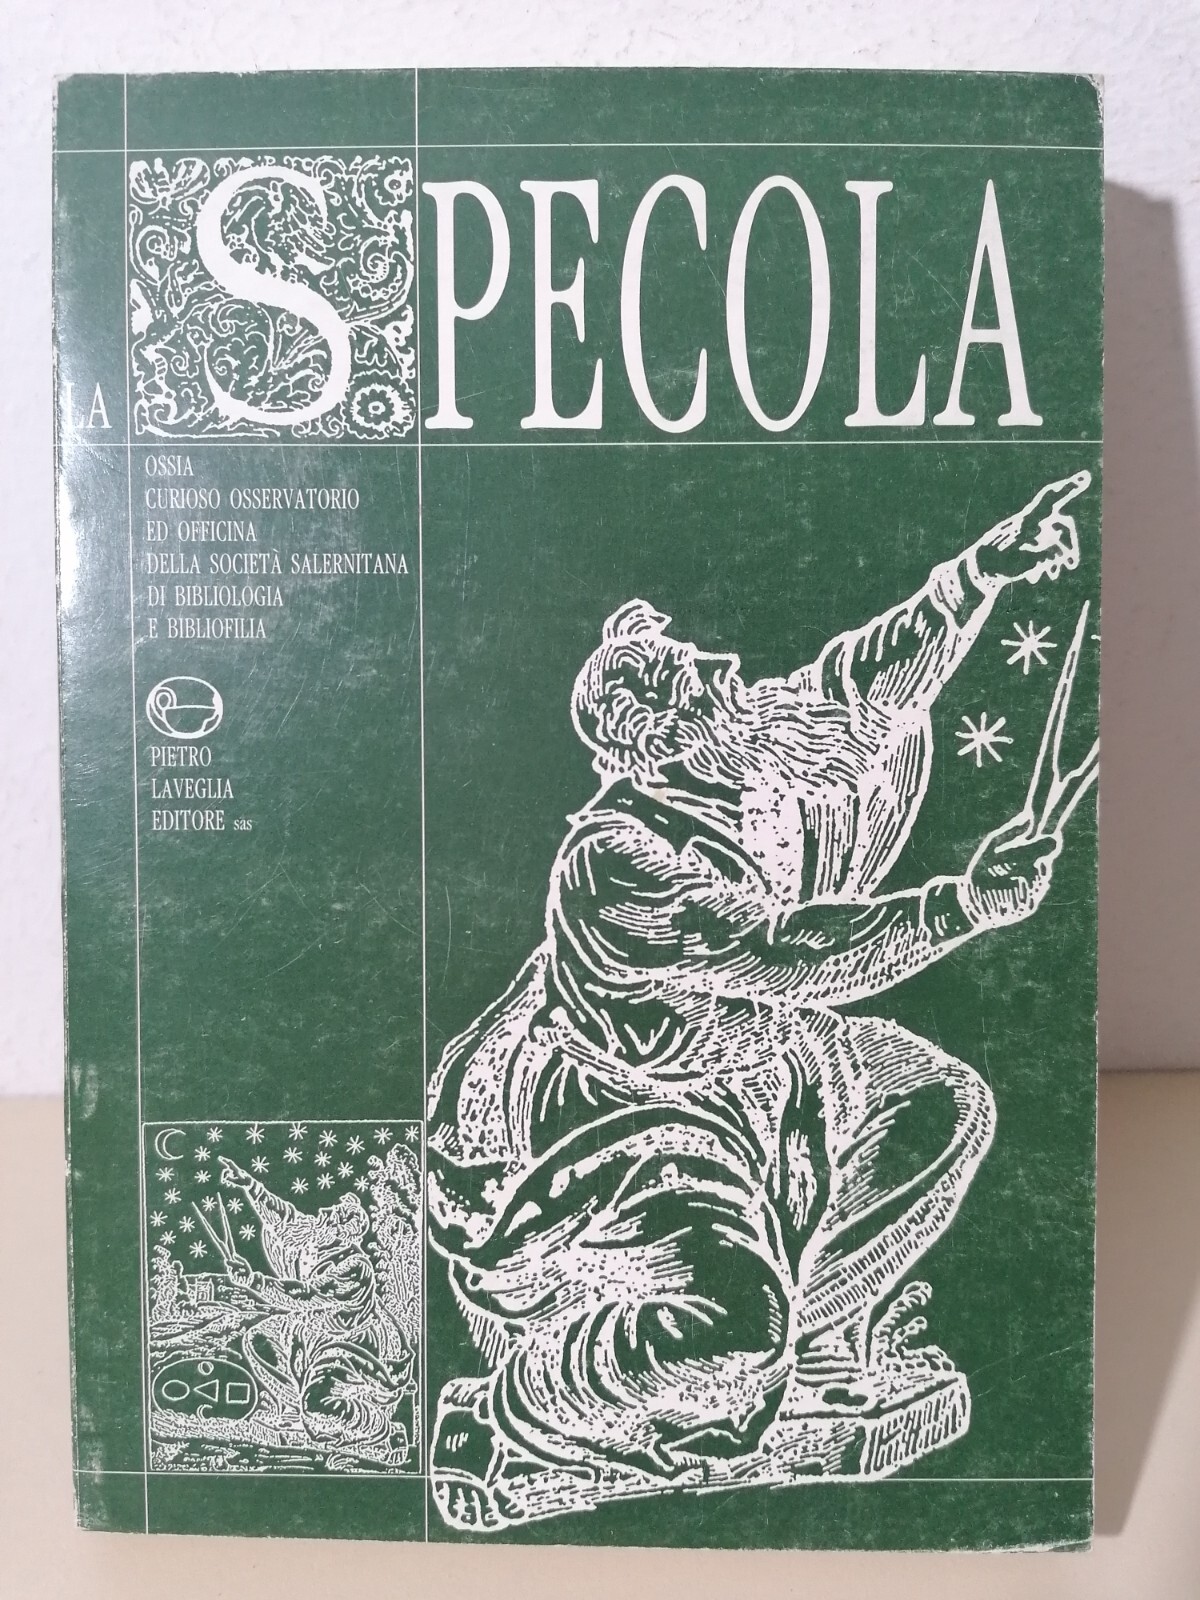 LA SPECOLA
OSSIA
CURIOSO OSSERVATORIO
ED OFFICINA
DELLA SOCIETÀ SALERNITANA
DI BIBLIOLOGIA
E BIBLIOFILIA
PIETRO
LAVEGLIA
EDITORE sas